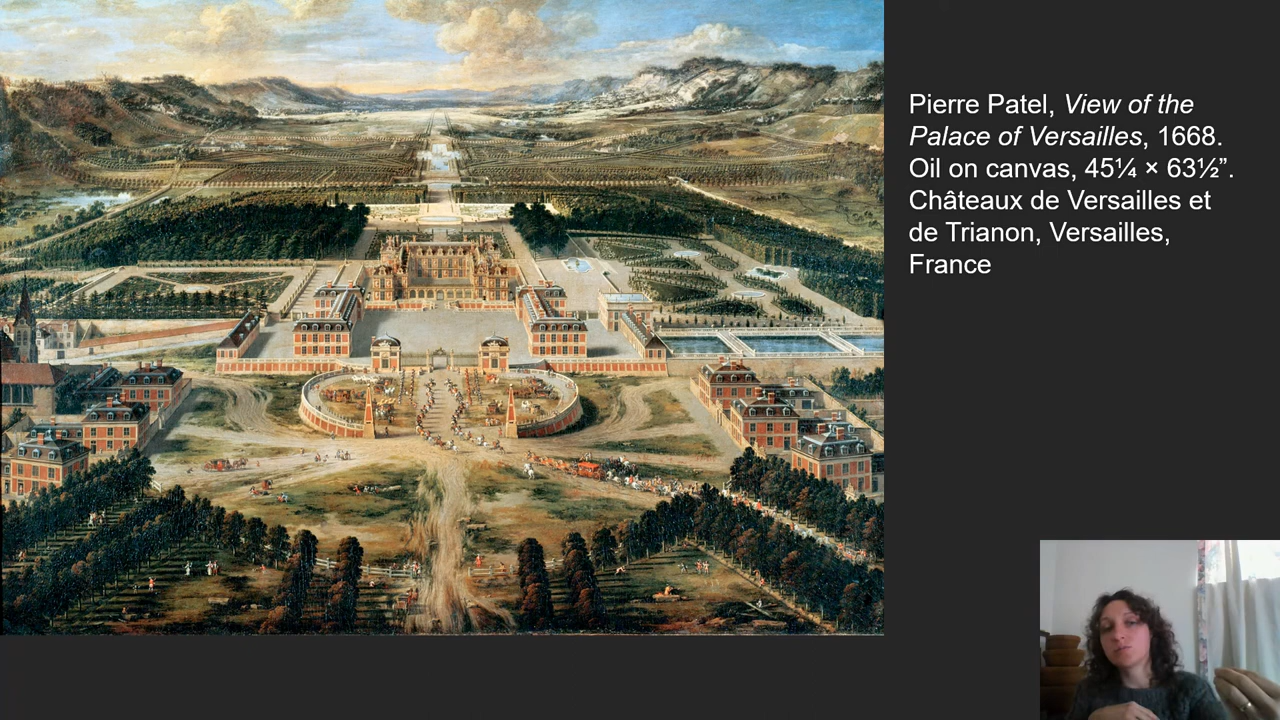 Pierre Patel, View of the
Palace of Versailles, 1668.
Oil on canvas, 45¼ × 63½”.
Châteaux de Versailles et
de Trianon, Versailles,
France